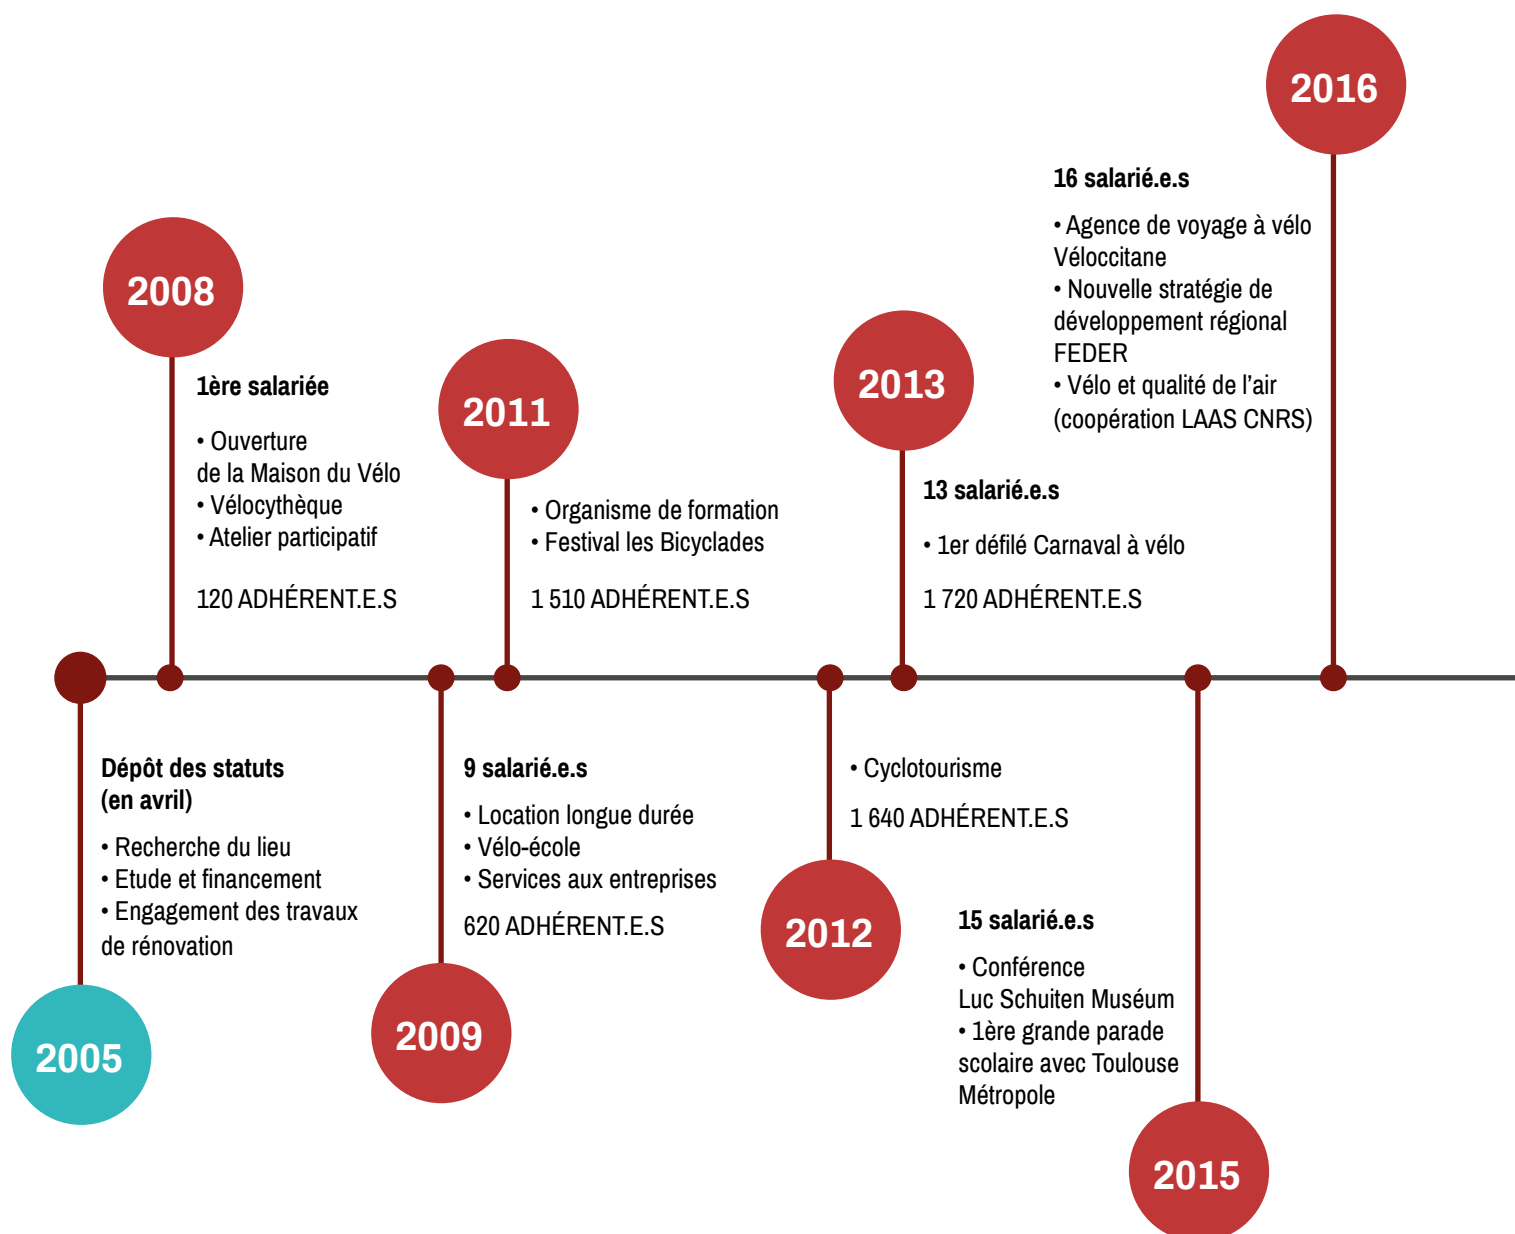 2005
Dépôt des statuts
(en avril)
• Recherche du lieu
• Etude et financement
• Engagement des travaux
de rénovation
2008
1ère salariée
• Ouverture
de la Maison du Vélo
• Vélocythèque
• Atelier participatif
120 ADHÉRENT.E.S
2009
9 salarié.e.s
• Location longue durée
• Vélo-école
• Services aux entreprises
620 ADHÉRENT.E.S
2011
• Organisme de formation
• Festival les Bicyclades
1 510 ADHÉRENT.E.S
2012
• Cyclotourisme
1 640 ADHÉRENT.E.S
2013
13 salarié.e.s
• 1er défilé Carnaval à vélo
1 720 ADHÉRENT.E.S
2015
15 salarié.e.s
• Conférence
Luc Schuiten Muséum
• 1ère grande parade
scolaire avec Toulouse
Métropole
2016
16 salarié.e.s
• Agence de voyage à vélo
Véloccitane
• Nouvelle stratégie de
développement régional
FEDER
• Vélo et qualité de l'air
(coopération LAAS CNRS)